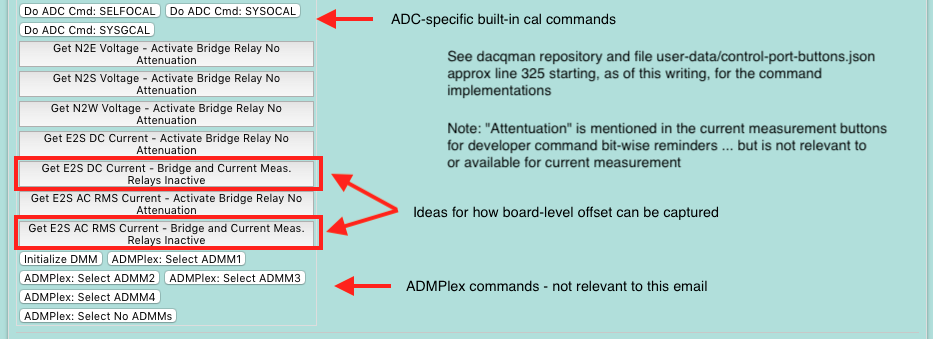 Do ADC Cmd: SELFOCAL Do ADC Cmd: SYSOCAL
Do ADC Cmd: SYSGCAL
ADC-specific built-in cal commands
Get N2E Voltage - Activate Bridge Relay No
Attenuation
Get N2S Voltage - Activate Bridge Relay No
Attenuation
Get N2W Voltage - Activate Bridge Relay No
Attenuation
Get E2S DC Current - Activate Bridge Relay No
Attenuation
Get E2S DC Current - Bridge and Current Meas.
Relays Inactive
Get E2S AC RMS Current - Activate Bridge Relay No
Attenuation
Get E2S AC RMS Current - Bridge and Current Meas.
Relays Inactive
See dacqman repository and file user-data/control-port-buttons.json
approx line 325 starting, as of this writing, for the command
implementations
Note: "Attentuation" is mentioned in the current measurement buttons
for developer command bit-wise reminders ... but is not relevant to
or available for current measurement
Ideas for how board-level offset can be captured
Initialize DMM ADMPlex: Select ADMM1
ADMPlex: Select ADMM2 ADMPlex: Select ADMM3
ADMPlex: Select ADMM4
ADMPlex: Select No ADMMs
ADMPlex commands - not relevant to this email